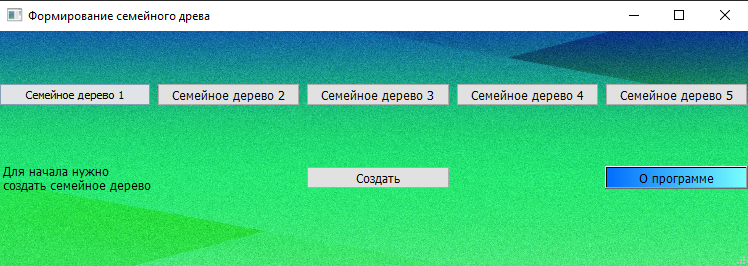 Формирование семейного древа
Семейное дерево 1
Семейное дерево 2
Семейное дерево 3
Семейное дерево 4
Семейное дерево 5
Для начала нужно
создать семейное дерево
Создать
О программе